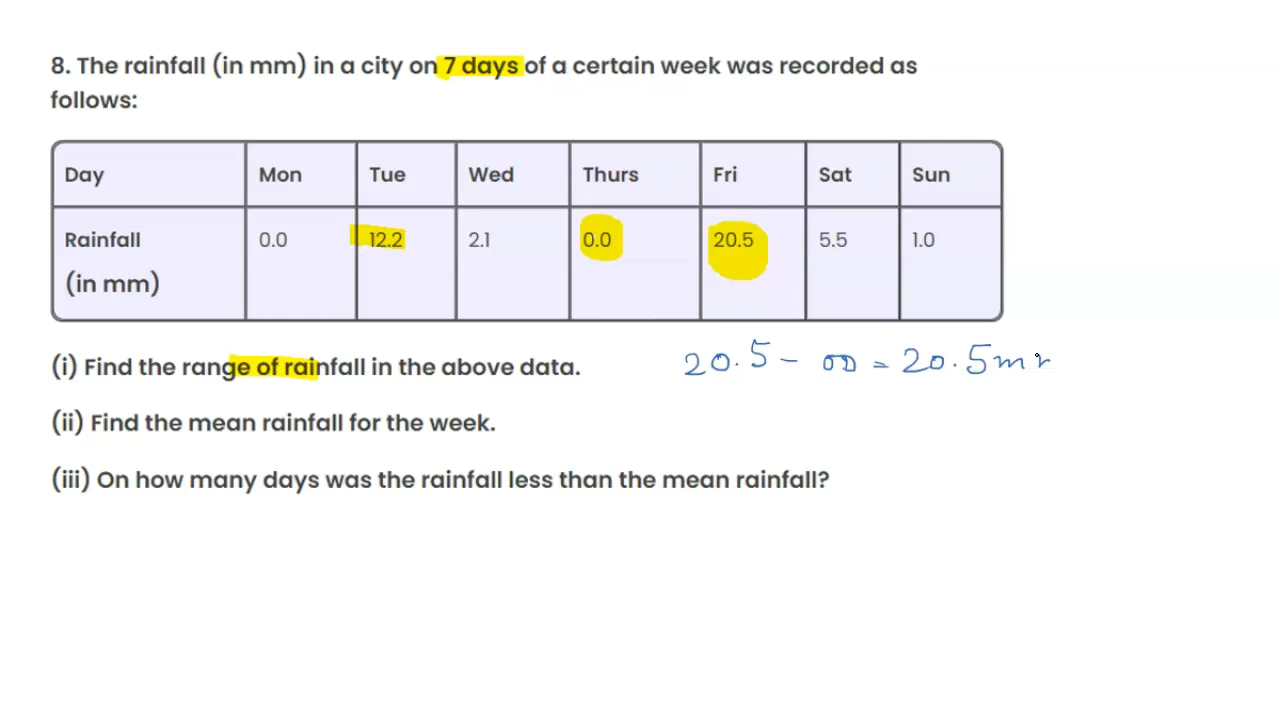 8. The rainfall (in mm) in a city on 7 days of a certain week was recorded as
follows:
Day Mon Tue Wed Thurs Fri Sat Sun
Rainfall 0.0 12.2 2.1 0.0 20.5 5.5 1.0
(in mm)
(i) Find the range of rainfall in the above data. 20.5 - 00 = 20.5 m
(ii) Find the mean rainfall for the week.
(iii) On how many days was the rainfall less than the mean rainfall?